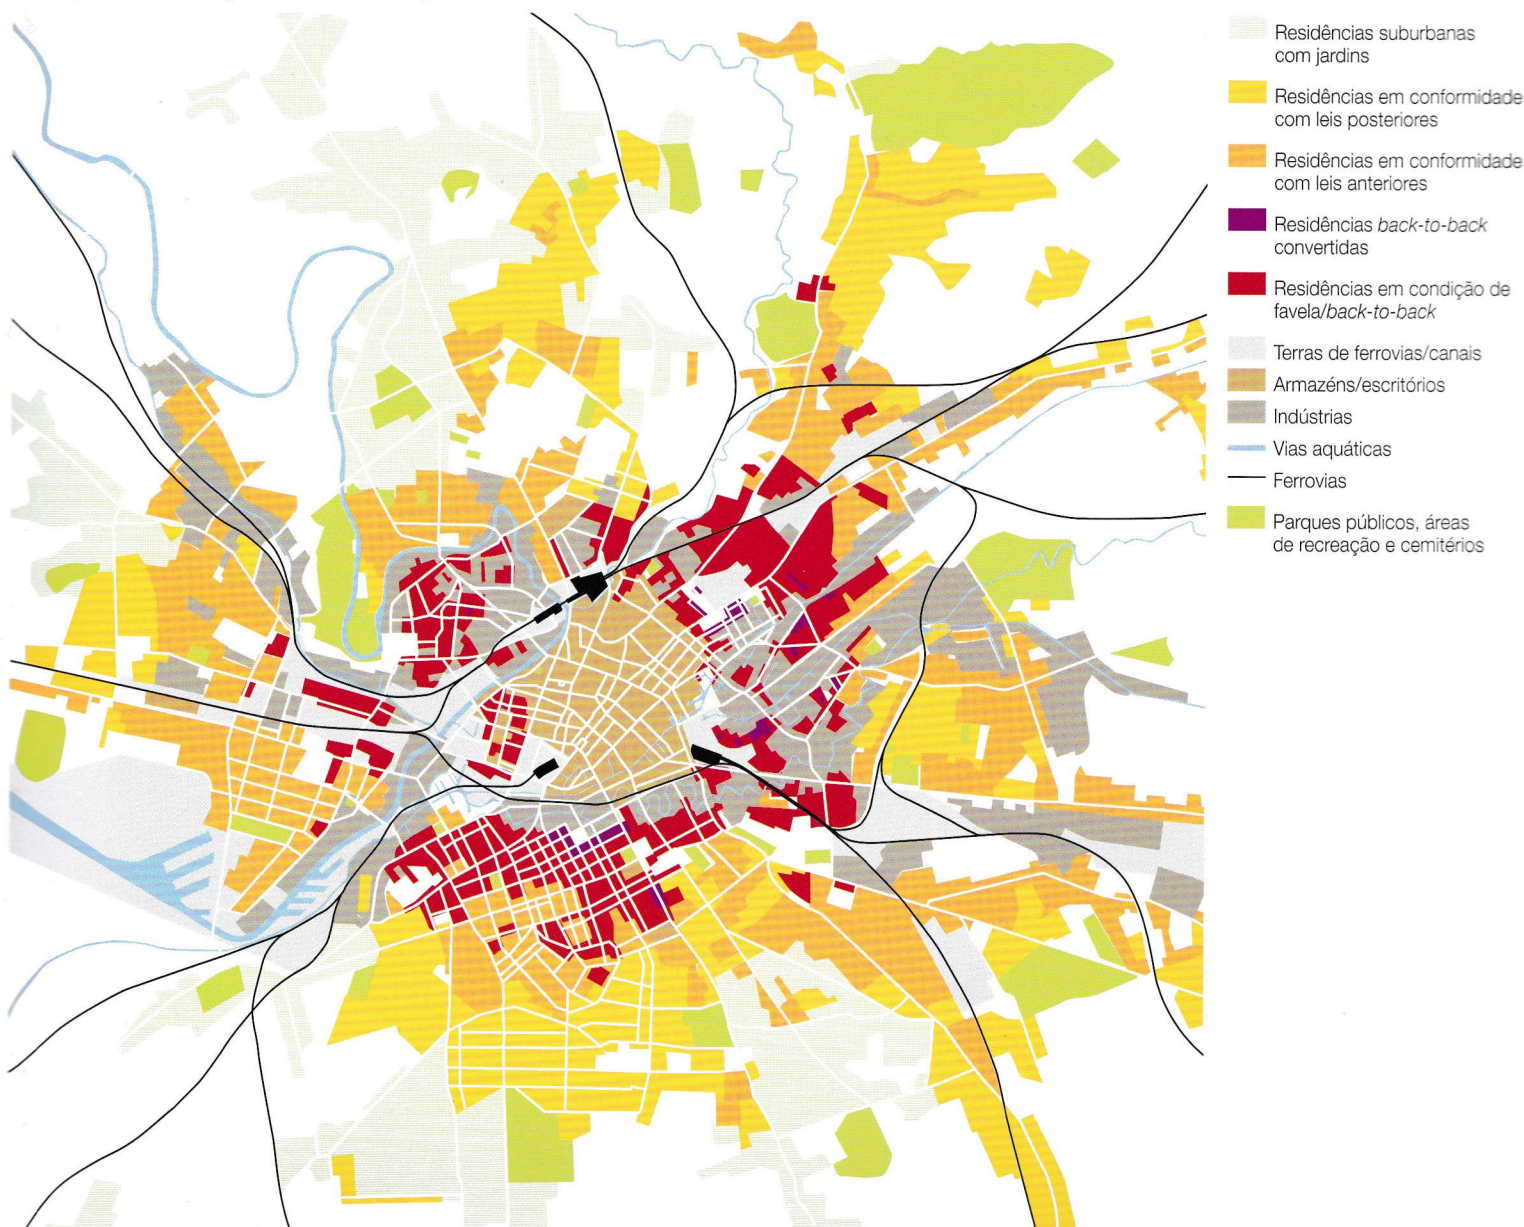 Residências suburbanas
com jardins
Residências em conformidade
com leis posteriores
Residências em conformidade
com leis anteriores
Residências back-to-back
convertidas
Residências em condição de
favela/back-to-back
Terras de ferrovias/canais
Armazéns/escritórios
Indústrias
Vias aquáticas
Ferrovias
Parques públicos, áreas
de recreação e cemitérios